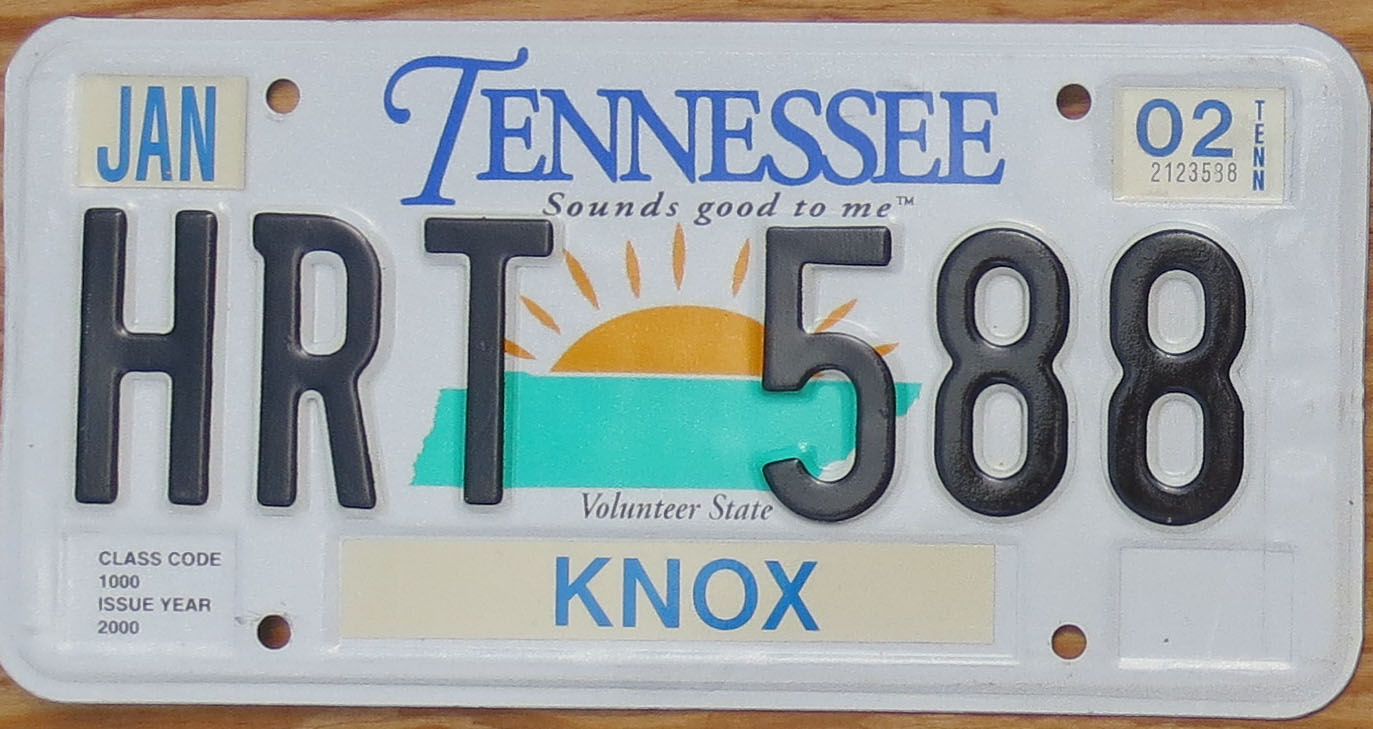 JAN
TENNESSEE
02
TENN
2123588
Sounds good to me™
HRT 588
Volunteer State
CLASS CODE
1000
ISSUE YEAR
2000
KNOX